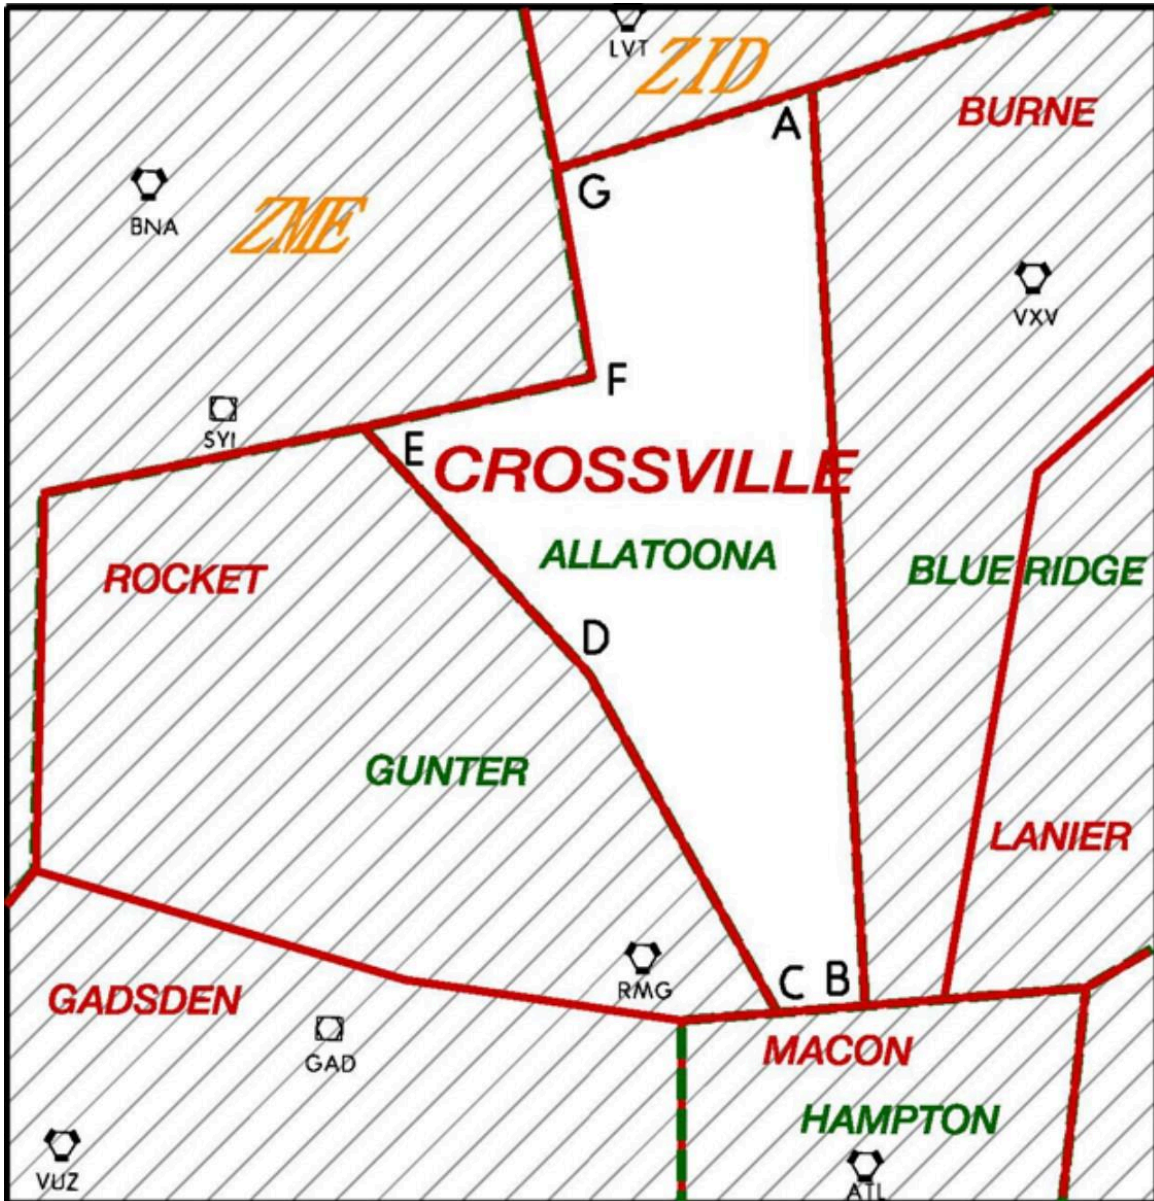 LVT
ZID
A
BURNE
G
BNA
ZME
VXV
F
SYI
E
CROSSVILLE
ALLATOONA
ROCKET
BLUE RIDGE
D
GUNTER
LANIER
RMG
C
B
GADSDEN
GAD
MACON
HAMPTON
VUZ
ATL